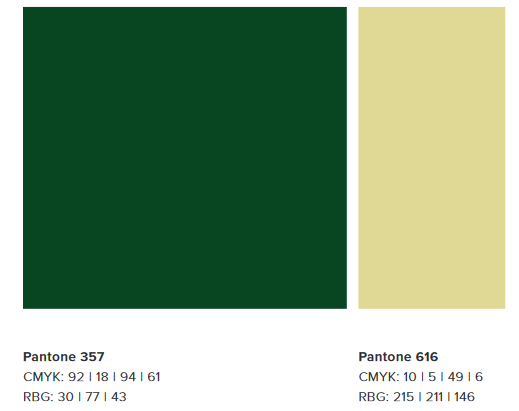 Pantone 357
CMYK: 92 | 18 | 94 | 61
RBG: 30 | 77 | 43
Pantone 616
CMYK: 10 | 5 | 49 | 6
RBG: 215 | 211 | 146